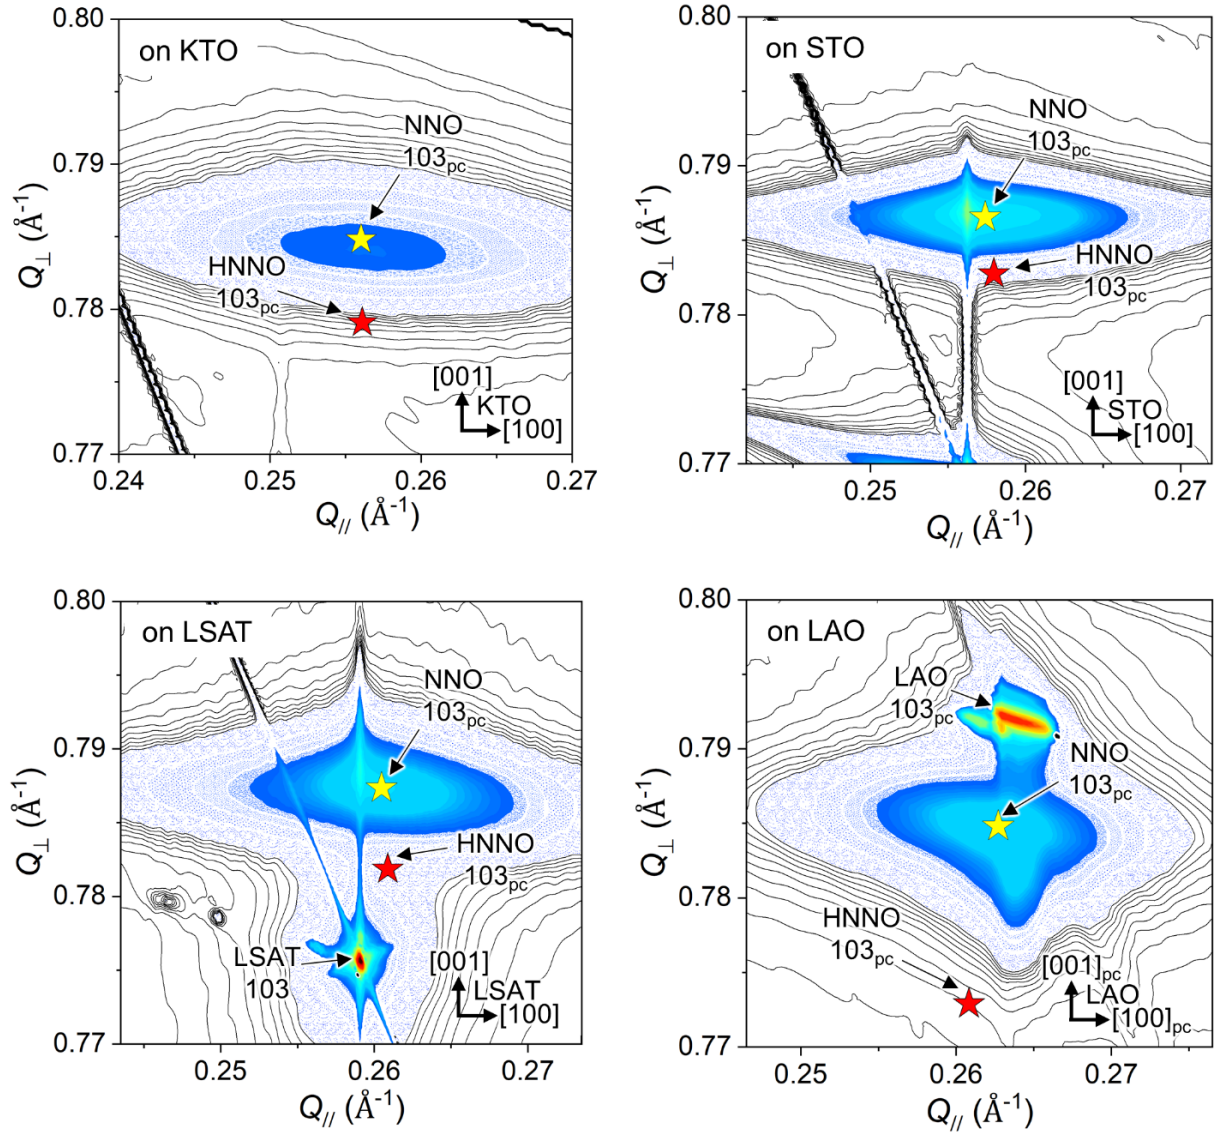 0.80
on KTO
NNO
103pc
0.79
HNNO
103pc
0.78
[001]
KTO
[100]
0.77
0.24
0.25
0.26
0.27
Q⊥ (Å-1)
Q// (Å-1)
0.80
on STO
NNO
103pc
0.79
HNNO
103pc
0.78
[001]
STO
[100]
0.77
0.25
0.26
0.27
Q⊥ (Å-1)
Q// (Å-1)
0.80
on LSAT
NNO
103pc
0.79
HNNO
103pc
0.78
LSAT
103
[001]
LSAT
[100]
0.77
0.25
0.26
0.27
Q⊥ (Å-1)
Q// (Å-1)
0.80
on LAO
LAO
103pc
0.79
NNO
103pc
0.78
HNNO
103pc
[001]pc
LAO
[100]pc
0.77
0.25
0.26
0.27
Q⊥ (Å-1)
Q// (Å-1)